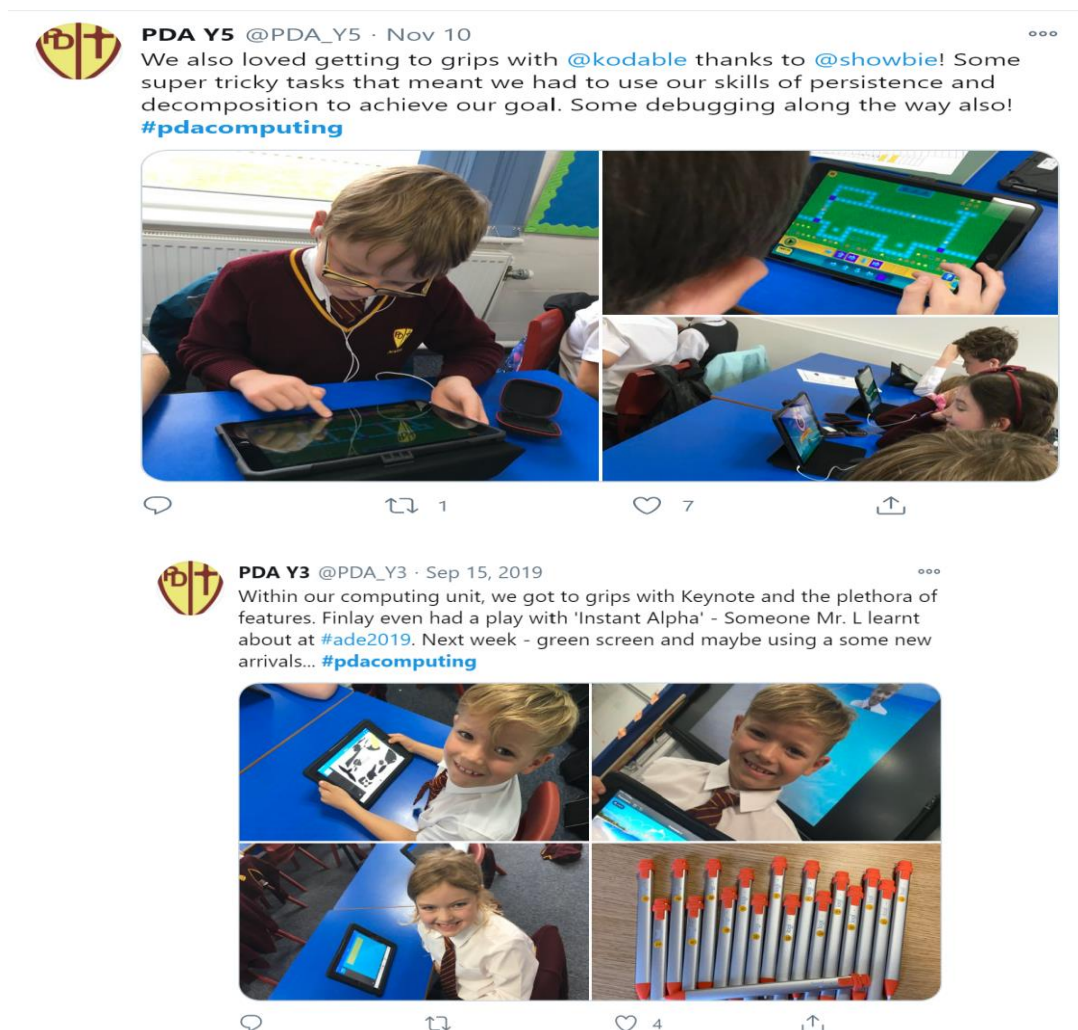 PDA Y5 @PDA_Y5 · Nov 10
We also loved getting to grips with @kodable thanks to @showbie! Some
super tricky tasks that meant we had to use our skills of persistence and
decomposition to achieve our goal. Some debugging along the way also!
#pdacomputing
1
7
PDA Y3 @PDA_Y3 · Sep 15, 2019
Within our computing unit, we got to grips with Keynote and the plethora of
features. Finlay even had a play with 'Instant Alpha' - Someone Mr. L learnt
about at #ade2019. Next week - green screen and maybe using a some new
arrivals... #pdacomputing
4